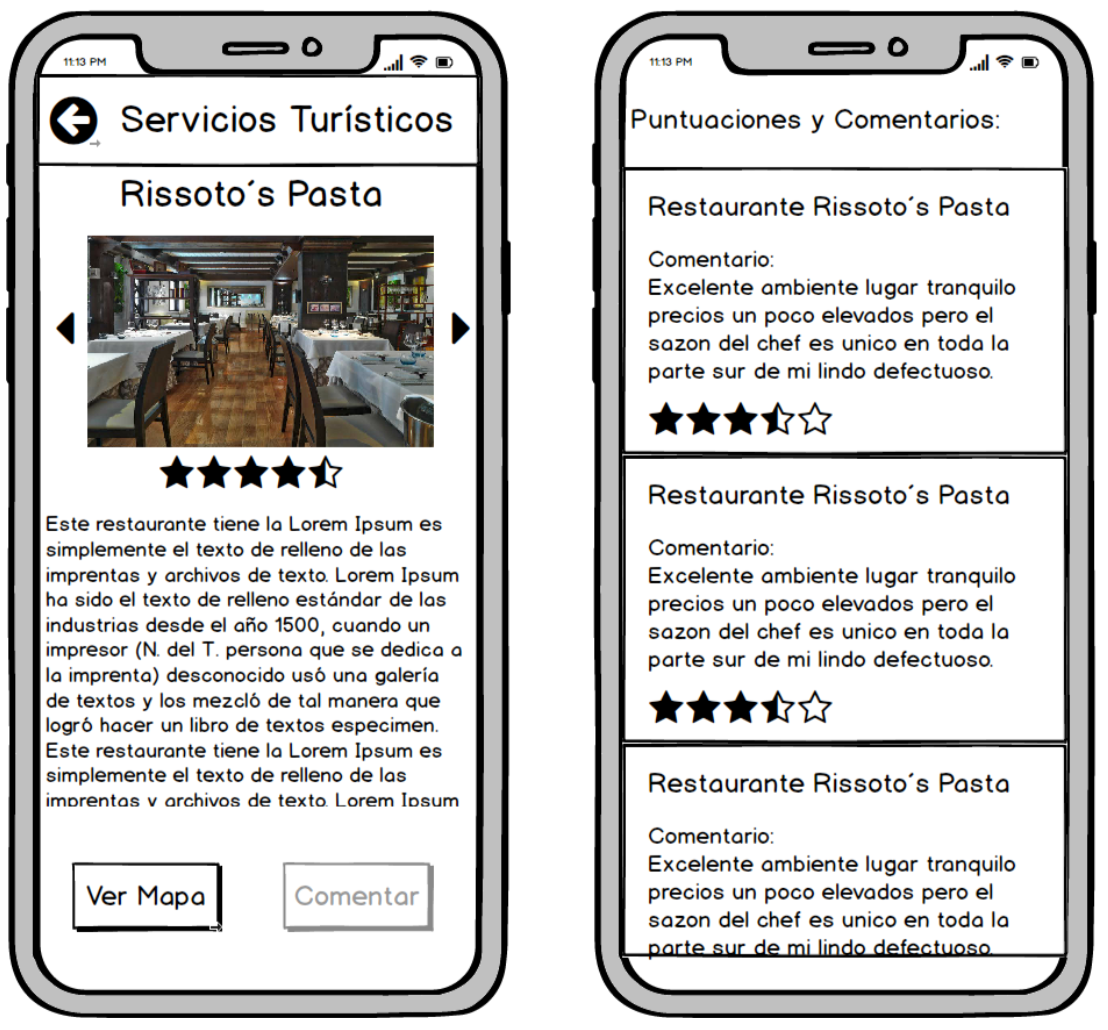 11:13 PM
Servicios Turísticos
Rissoto´s Pasta
Este restaurante tiene la Lorem Ipsum es
simplemente el texto de relleno de las
imprentas y archivos de texto. Lorem Ipsum
ha sido el texto de relleno estándar de las
industrias desde el año 1500, cuando un
impresor (N. del T. persona que se dedica a
la imprenta) desconocido usó una galería
de textos y los mezcló de tal manera que
logró hacer un libro de textos especimen.
Este restaurante tiene la Lorem Ipsum es
simplemente el texto de relleno de las
imprentas y archivos de texto. Lorem Ipsum
Ver Mapa
Comentar
11:13 PM
Puntuaciones y Comentarios:
Restaurante Rissoto´s Pasta
Comentario:
Excelente ambiente lugar tranquilo
precios un poco elevados pero el
sazon del chef es unico en toda la
parte sur de mi lindo defectuoso.
Restaurante Rissoto´s Pasta
Comentario:
Excelente ambiente lugar tranquilo
precios un poco elevados pero el
sazon del chef es unico en toda la
parte sur de mi lindo defectuoso.
Restaurante Rissoto´s Pasta
Comentario:
Excelente ambiente lugar tranquilo
precios un poco elevados pero el
sazon del chef es unico en toda la
parte sur de mi lindo defectuoso.